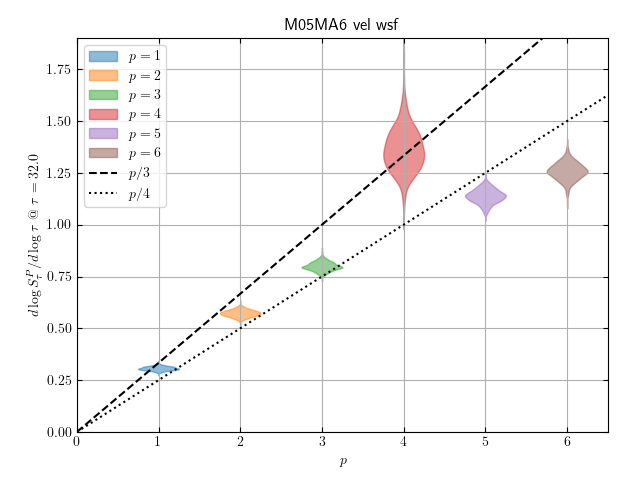 M05MA6 vel wsf
d log S_τ^P / d log τ @ τ = 32.0
1.75
1.50
1.25
1.00
0.75
0.50
0.25
0.00
p = 1
p = 2
p = 3
p = 4
p = 5
p = 6
p/3
p/4
0 1 2 3 4 5 6
p